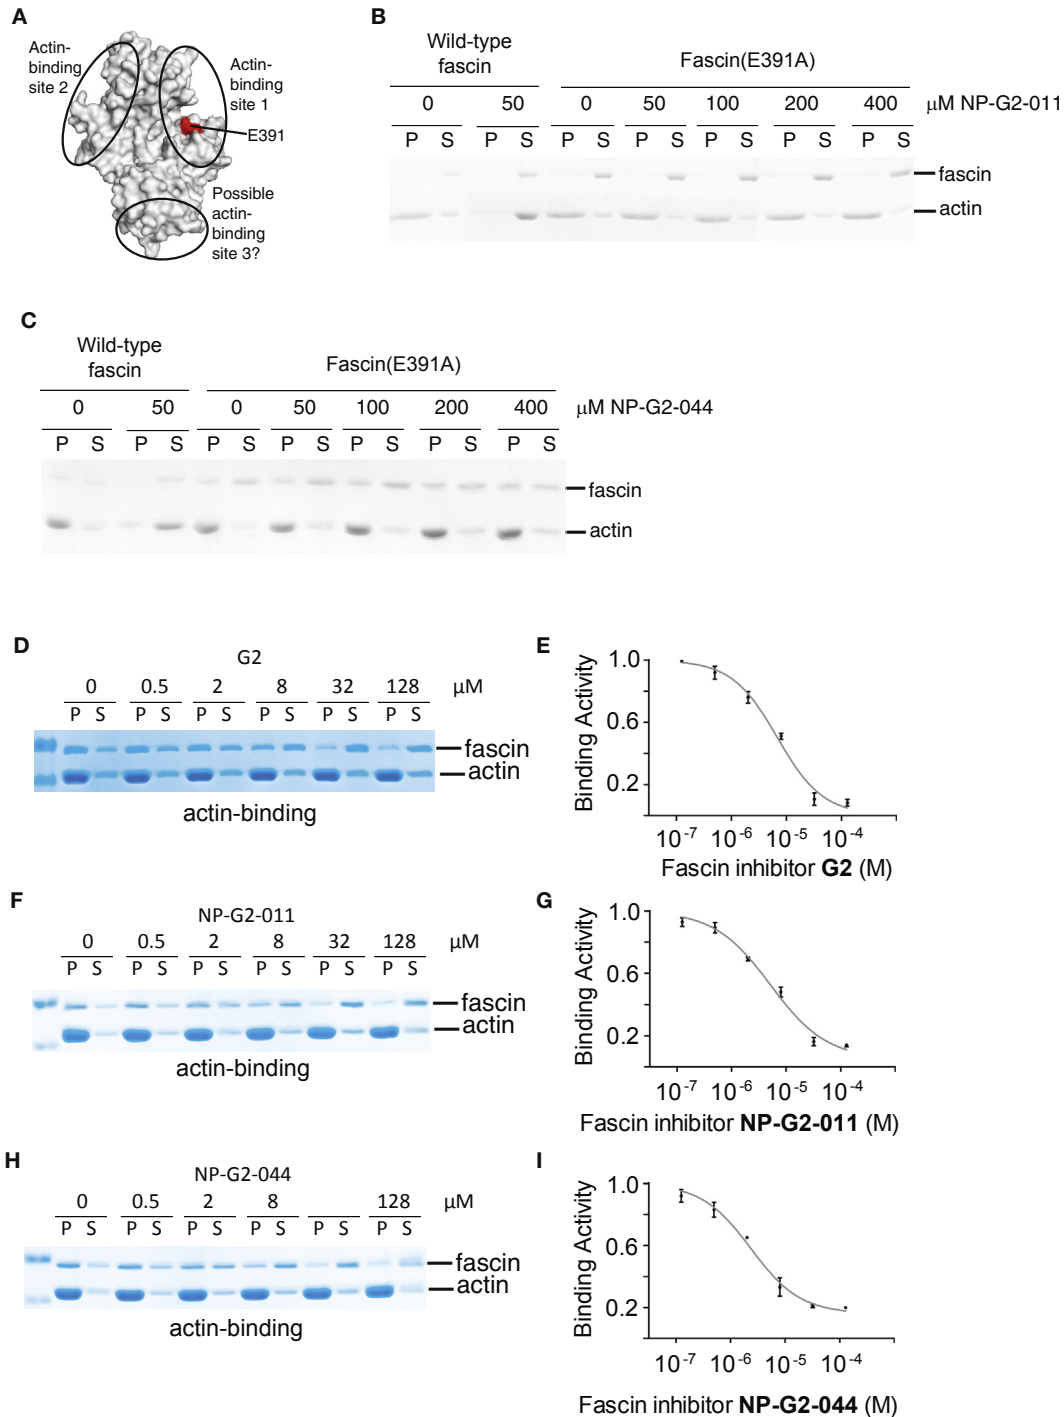 A
Actin-
binding
site 2
Actin-
binding
site 1
E391
Possible
actin-
binding
site 3?
B
Wild-type
fascin
Fascin(E391A)
0 50 0 50 100 200 400 μM NP-G2-011
P S P S P S P S P S P S P S
fascin
actin
C
Wild-type
fascin
Fascin(E391A)
0 50 0 50 100 200 400 μM NP-G2-044
P S P S P S P S P S P S P S
fascin
actin
D
G2
0 0.5 2 8 32 128 μM
P S P S P S P S P S P S
fascin
actin
actin-binding
E
Binding Activity
1.0
0.6
0.2
10-7 10-6 10-5 10-4
Fascin inhibitor G2 (M)
F
NP-G2-011
0 0.5 2 8 32 128 μM
P S P S P S P S P S P S
fascin
actin
actin-binding
G
Binding Activity
1.0
0.6
0.2
10-7 10-6 10-5 10-4
Fascin inhibitor NP-G2-011 (M)
H
NP-G2-044
0 0.5 2 8 128 μM
P S P S P S P S P S P S
fascin
actin
actin-binding
I
Binding Activity
1.0
0.6
0.2
10-7 10-6 10-5 10-4
Fascin inhibitor NP-G2-044 (M)